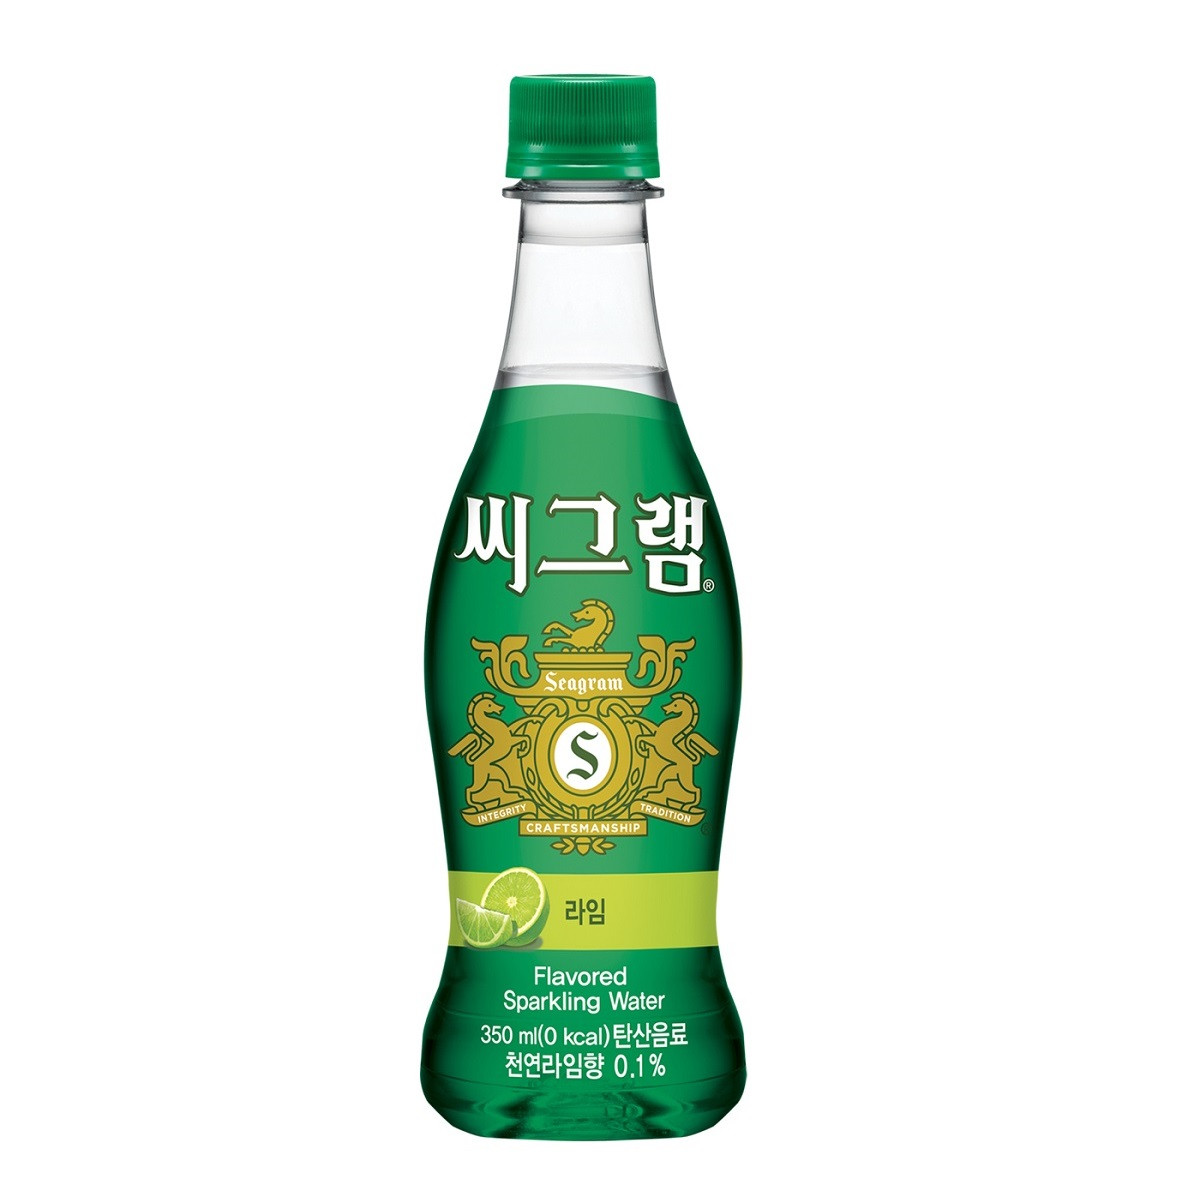 씨그램®
Seagram
S
INTEGRITY
TRADITION
CRAFTSMANSHIP
라임
Flavored
Sparkling Water
350 ml(0 kcal)탄산음료
천연라임향 0.1%